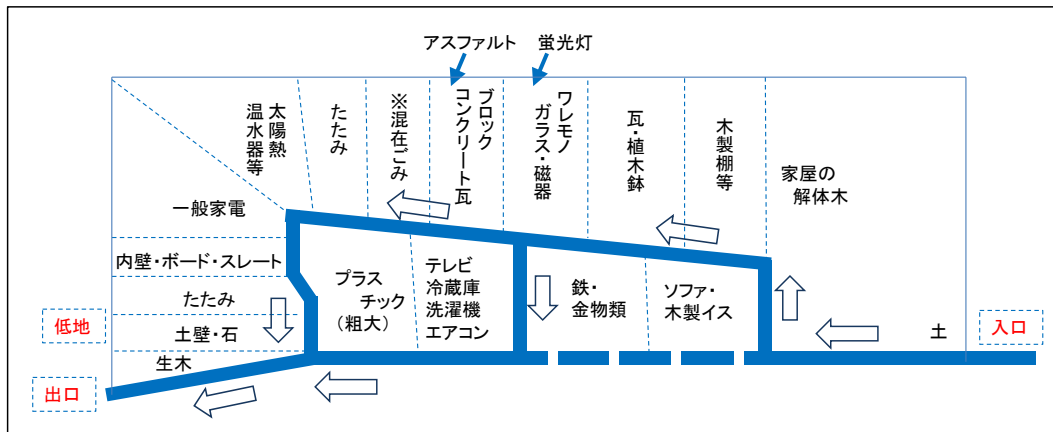 アスファルト
蛍光灯
太陽熱
温水器等
たたみ
※混在ごみ
ブロック
コンクリート瓦
ワレモノ
ガラス・磁器
瓦・植木鉢
木製棚等
家屋の
解体木
一般家電
内壁・ボード・スレート
たたみ
土壁・石
生木
プラス
チック
(粗大)
テレビ
冷蔵庫
洗濯機
エアコン
鉄・
金物類
ソファ・
木製イス
土
入口
低地
出口